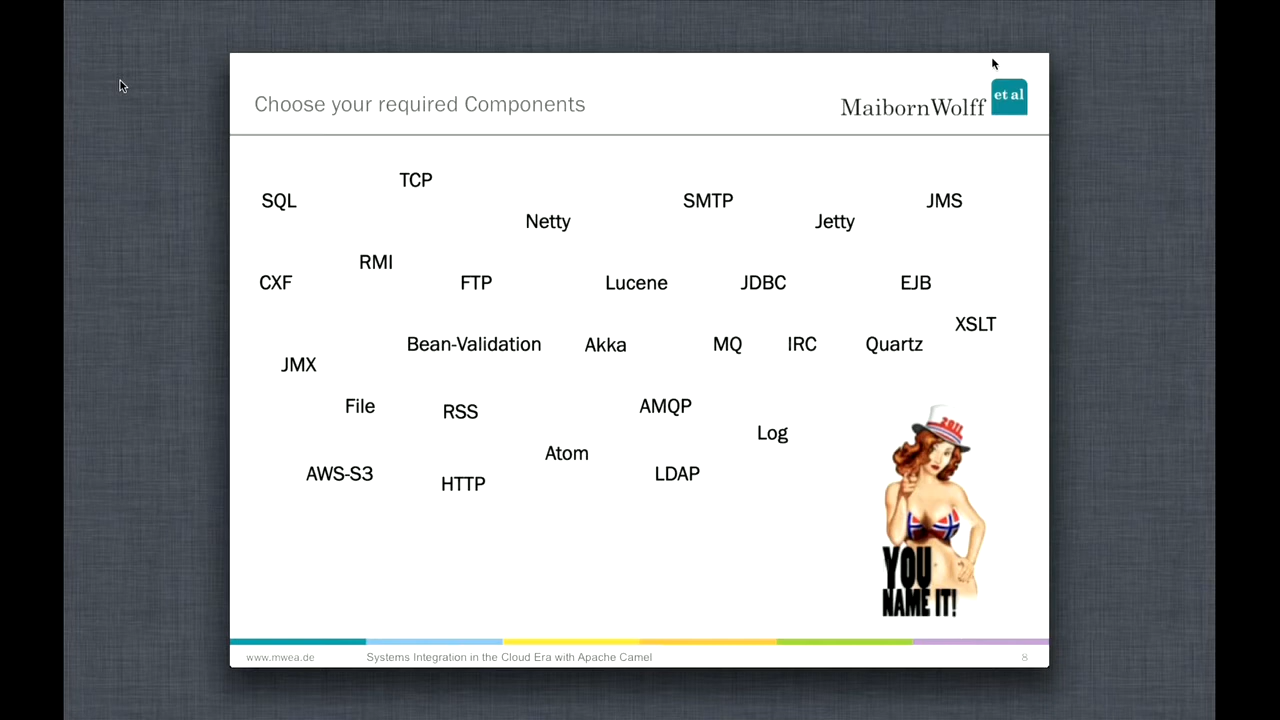 Choose your required Components
MaibornWolff et al
TCP
SQL
SMTP
JMS
Netty
Jetty
RMI
CXF
FTP
Lucene
JDBC
EJB
XSLT
Bean-Validation
Akka
MQ
IRC
Quartz
JMX
File
RSS
AMQP
Log
Atom
AWS-S3
HTTP
LDAP
2011
YOU
NAME IT!
www.mwea.de
Systems Integration in the Cloud Era with Apache Camel
8